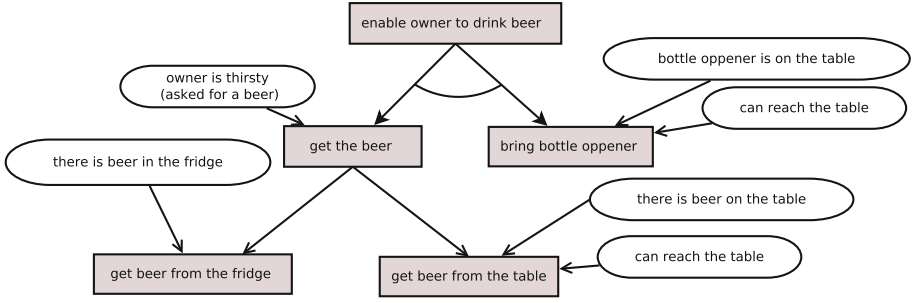 enable owner to drink beer
bottle oppener is on the table
owner is thirsty
(asked for a beer)
can reach the table
get the beer
bring bottle oppener
there is beer in the fridge
there is beer on the table
can reach the table
get beer from the fridge
get beer from the table